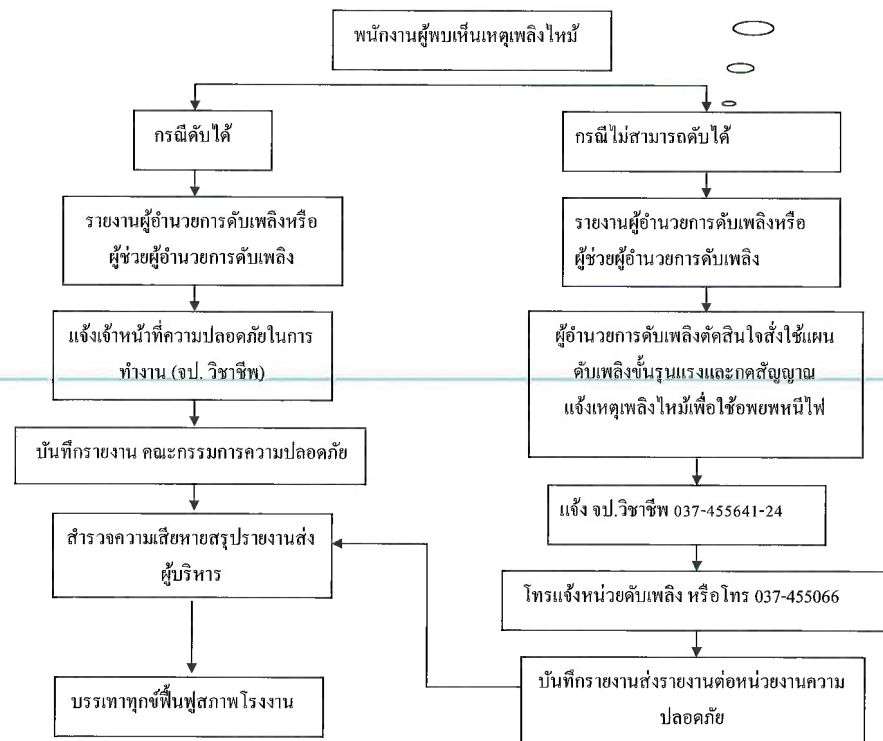 พนักงานผู้พบเห็นเหตุเพลิงไหม้
กรณีดับได้
กรณีไม่สามารถดับได้
รายงานผู้อำนวยการดับเพลิงหรือ
ผู้ช่วยผู้อำนวยการดับเพลิง
รายงานผู้อำนวยการดับเพลิงหรือ
ผู้ช่วยผู้อำนวยการดับเพลิง
แจ้งเจ้าหน้าที่ความปลอดภัยในการ
ทำงาน (จป. วิชาชีพ)
ผู้อำนวยการดับเพลิงตัดสินใจสั่งใช้แผน
ดับเพลิงขั้นรุนแรงและกดสัญญาณ
แจ้งเหตุเพลิงไหม้เพื่อใช้อพยพหนีไฟ
บันทึกรายงาน คณะกรรมการความปลอดภัย
แจ้ง จป.วิชาชีพ 037-455641-24
สำรวจความเสียหายสรุปรายงานส่ง
ผู้บริหาร
โทรแจ้งหน่วยดับเพลิง หรือโทร 037-455066
บรรเทาทุกข์ฟื้นฟูสภาพโรงงาน
บันทึกรายงานส่งรายงานต่อหน่วยงานความ
ปลอดภัย